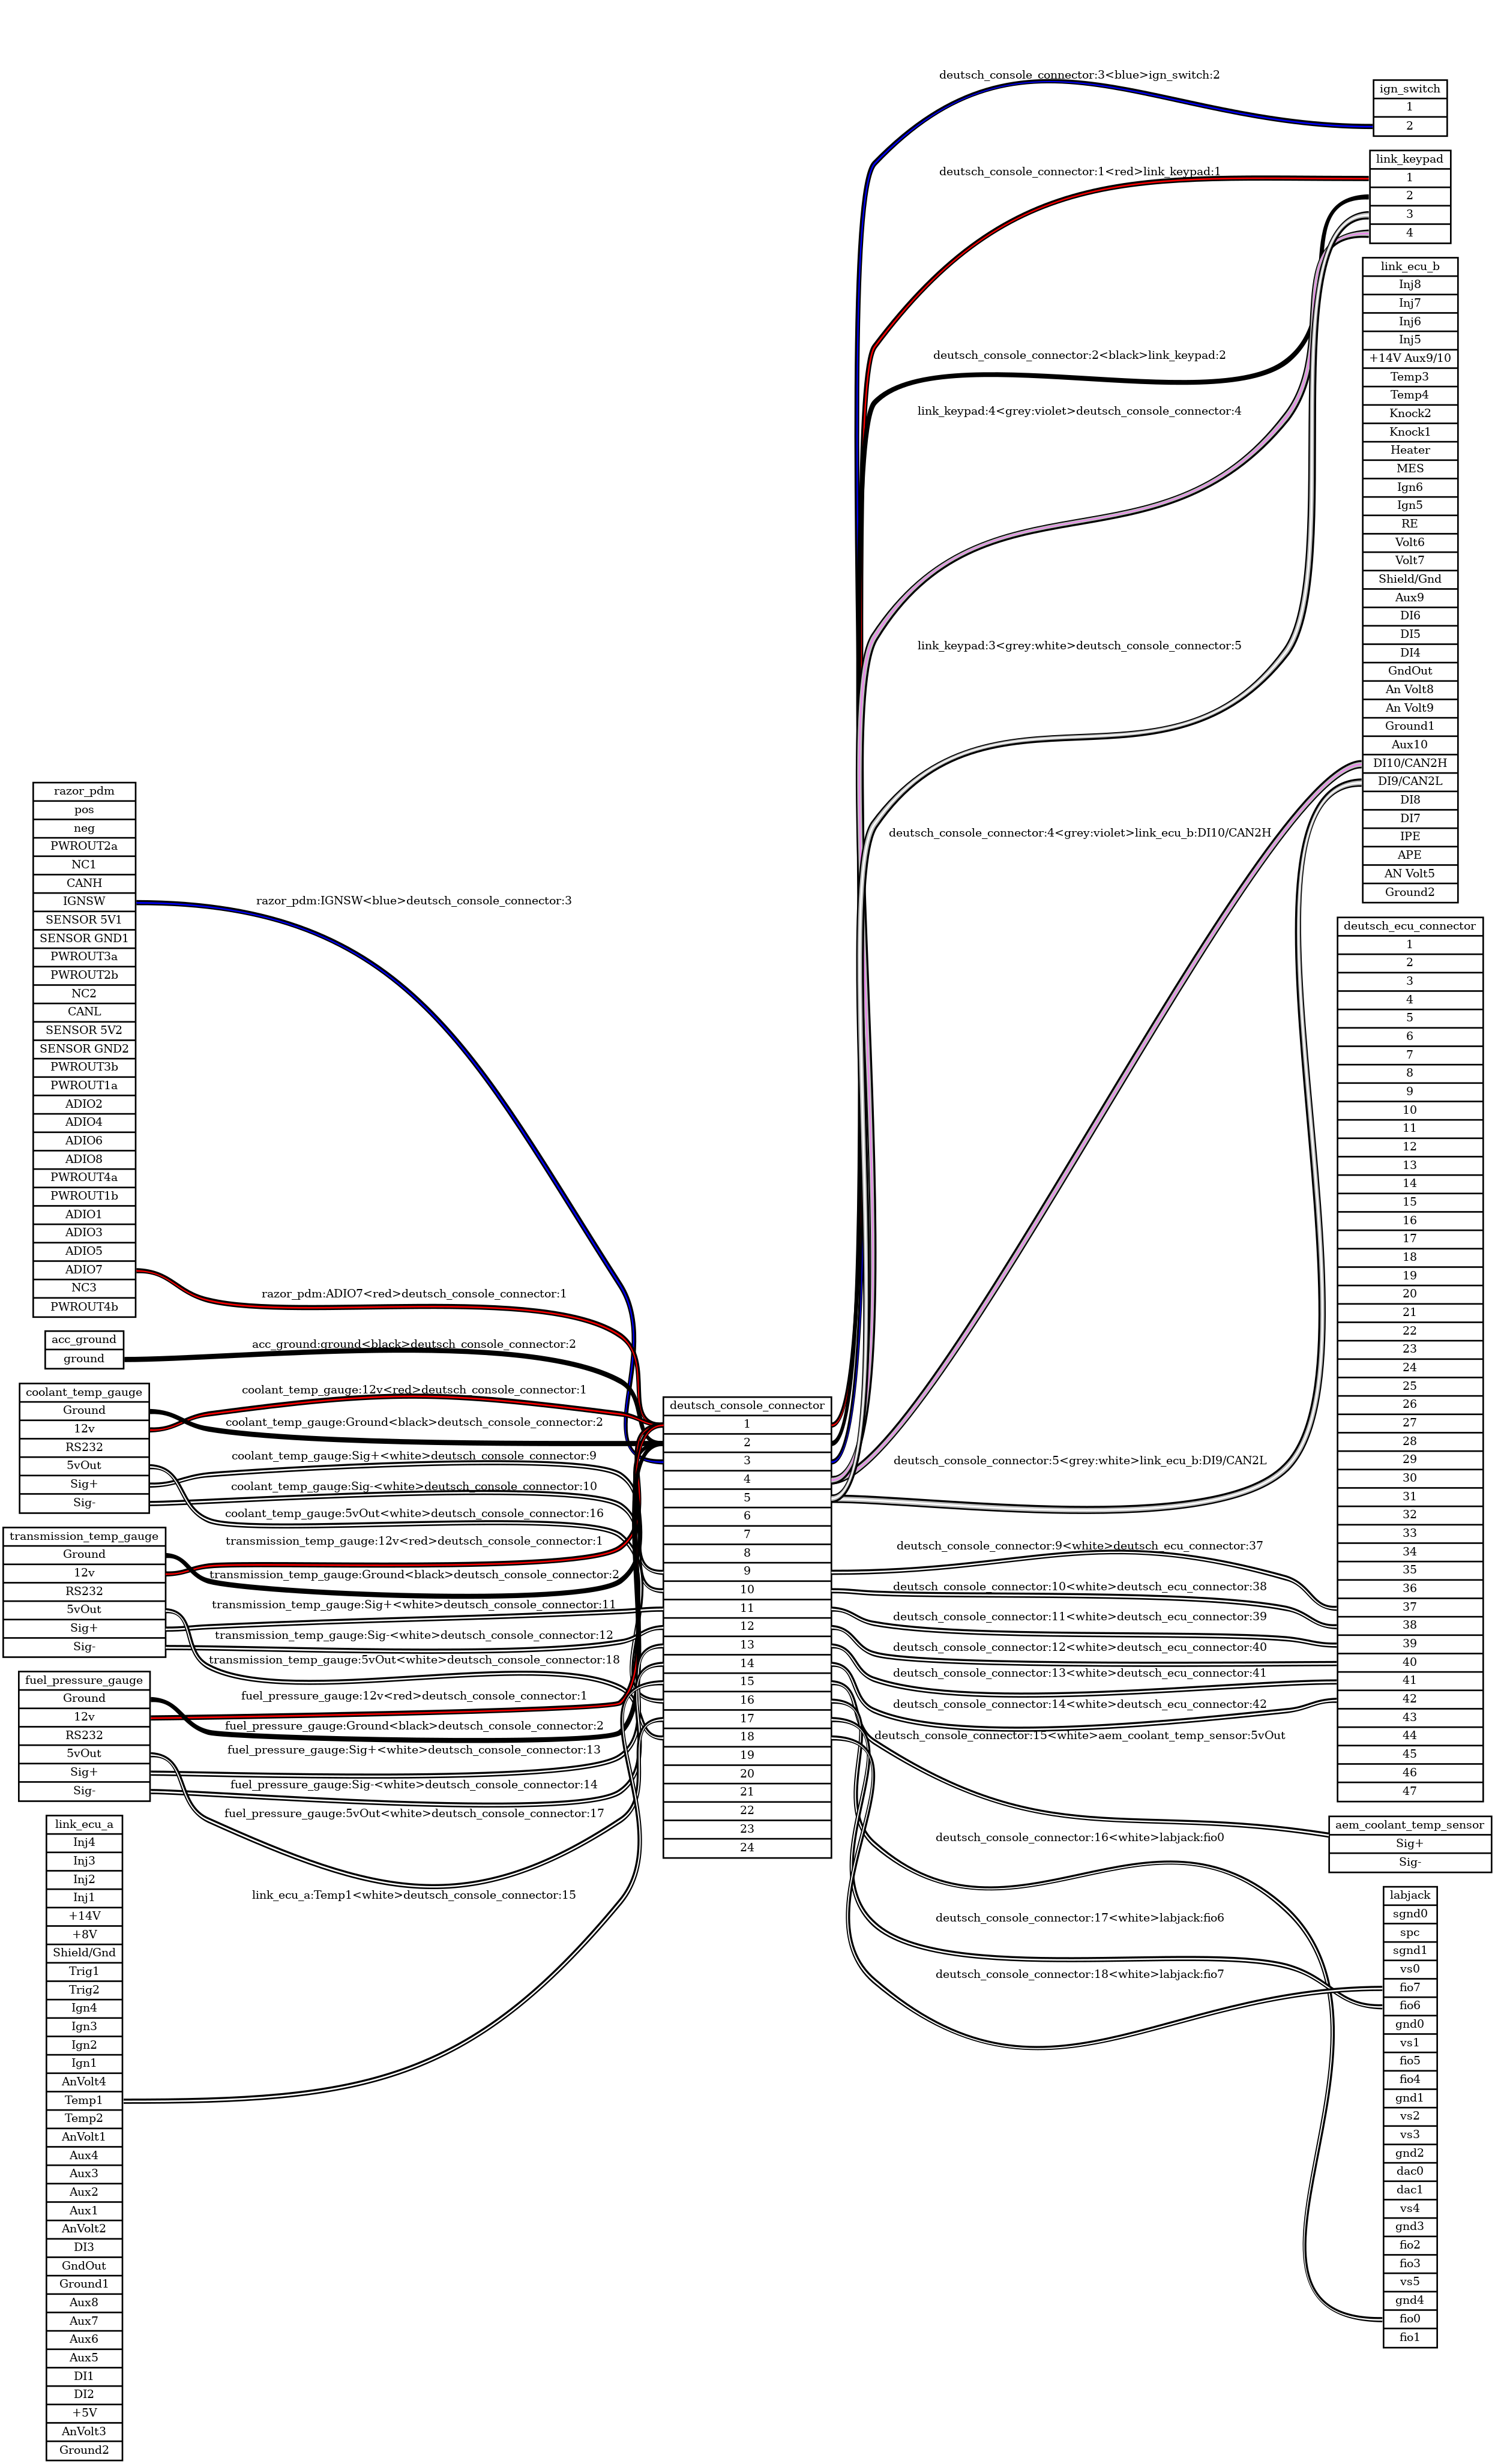 deutsch_console_connector:3<blue>ign_switch:2
ign_switch
1
2
deutsch_console_connector:1<red>link_keypad:1
link_keypad
1
2
3
4
deutsch_console_connector:2<black>link_keypad:2
link_keypad:4<grey:violet>deutsch_console_connector:4
link_keypad:3<grey:white>deutsch_console_connector:5
link_ecu_b
Inj8
Inj7
Inj6
Inj5
+14V Aux9/10
Temp3
Temp4
Knock2
Knock1
Heater
MES
Ign6
Ign5
RE
Volt6
Volt7
Shield/Gnd
Aux9
DI6
DI5
DI4
GndOut
An Volt8
An Volt9
Ground1
Aux10
DI10/CAN2H
DI9/CAN2L
DI8
DI7
IPE
APE
AN Volt5
Ground2
deutsch_console_connector:4<grey:violet>link_ecu_b:DI10/CAN2H
razor_pdm
pos
neg
PWROUT2a
NC1
CANH
IGNSW
SENSOR 5V1
SENSOR GND1
PWROUT3a
PWROUT2b
NC2
CANL
SENSOR 5V2
SENSOR GND2
PWROUT3b
PWROUT1a
ADIO2
ADIO4
ADIO6
ADIO8
PWROUT4a
PWROUT1b
ADIO1
ADIO3
ADIO5
ADIO7
NC3
PWROUT4b
razor_pdm:IGNSW<blue>deutsch_console_connector:3
razor_pdm:ADIO7<red>deutsch_console_connector:1
acc_ground
ground
acc_ground:ground<black>deutsch_console_connector:2
coolant_temp_gauge
Ground
12v
RS232
5vOut
Sig+
Sig-
coolant_temp_gauge:12v<red>deutsch_console_connector:1
coolant_temp_gauge:Ground<black>deutsch_console_connector:2
coolant_temp_gauge:Sig+<white>deutsch_console_connector:9
coolant_temp_gauge:Sig-<white>deutsch_console_connector:10
coolant_temp_gauge:5vOut<white>deutsch_console_connector:16
transmission_temp_gauge
Ground
12v
RS232
5vOut
Sig+
Sig-
transmission_temp_gauge:12v<red>deutsch_console_connector:1
transmission_temp_gauge:Ground<black>deutsch_console_connector:2
transmission_temp_gauge:Sig+<white>deutsch_console_connector:11
transmission_temp_gauge:Sig-<white>deutsch_console_connector:12
transmission_temp_gauge:5vOut<white>deutsch_console_connector:18
fuel_pressure_gauge
Ground
12v
RS232
5vOut
Sig+
Sig-
fuel_pressure_gauge:12v<red>deutsch_console_connector:1
fuel_pressure_gauge:Ground<black>deutsch_console_connector:2
fuel_pressure_gauge:Sig+<white>deutsch_console_connector:13
fuel_pressure_gauge:Sig-<white>deutsch_console_connector:14
fuel_pressure_gauge:5vOut<white>deutsch_console_connector:17
link_ecu_a
Inj4
Inj3
Inj2
Inj1
+14V
+8V
Shield/Gnd
Trig1
Trig2
Ign4
Ign3
Ign2
Ign1
AnVolt4
Temp1
Temp2
AnVolt1
Aux4
Aux3
Aux2
Aux1
AnVolt2
DI3
GndOut
Ground1
Aux8
Aux7
Aux6
Aux5
DI1
DI2
+5V
AnVolt3
Ground2
link_ecu_a:Temp1<white>deutsch_console_connector:15
deutsch_console_connector
1
2
3
4
5
6
7
8
9
10
11
12
13
14
15
16
17
18
19
20
21
22
23
24
deutsch_console_connector:5<grey:white>link_ecu_b:DI9/CAN2L
deutsch_console_connector:9<white>deutsch_ecu_connector:37
deutsch_console_connector:10<white>deutsch_ecu_connector:38
deutsch_console_connector:11<white>deutsch_ecu_connector:39
deutsch_console_connector:12<white>deutsch_ecu_connector:40
deutsch_console_connector:13<white>deutsch_ecu_connector:41
deutsch_console_connector:14<white>deutsch_ecu_connector:42
deutsch_console_connector:15<white>aem_coolant_temp_sensor:5vOut
deutsch_console_connector:16<white>labjack:fio0
deutsch_console_connector:17<white>labjack:fio6
deutsch_console_connector:18<white>labjack:fio7
deutsch_ecu_connector
1
2
3
4
5
6
7
8
9
10
11
12
13
14
15
16
17
18
19
20
21
22
23
24
25
26
27
28
29
30
31
32
33
34
35
36
37
38
39
40
41
42
43
44
45
46
47
aem_coolant_temp_sensor
Sig+
Sig-
labjack
sgnd0
spc
sgnd1
vs0
fio7
fio6
gnd0
vs1
fio5
fio4
gnd1
vs2
vs3
gnd2
dac0
dac1
vs4
gnd3
fio2
fio3
vs5
gnd4
fio0
fio1